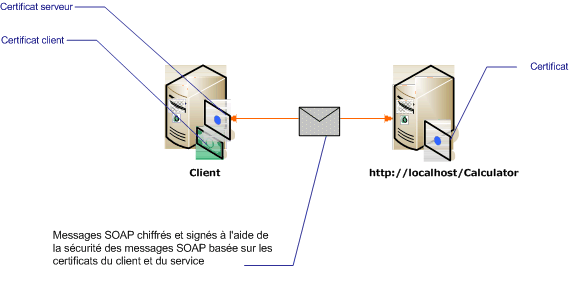 Certificat serveur
Certificat client
Certificat
Client
http://localhost/Calculator
Messages SOAP chiffrés et signés à l'aide de
la sécurité des messages SOAP basée sur les
certificats du client et du service